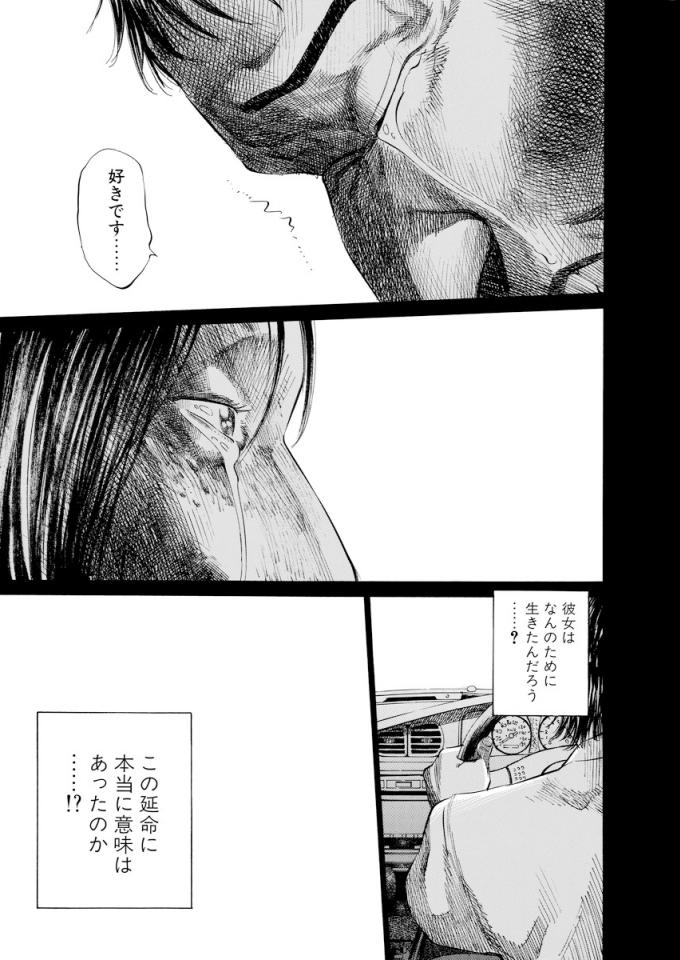 好きです……
彼女は
なんのために
生きたんだろう
……？
この延命に
本当に意味は
あったのか
……!?